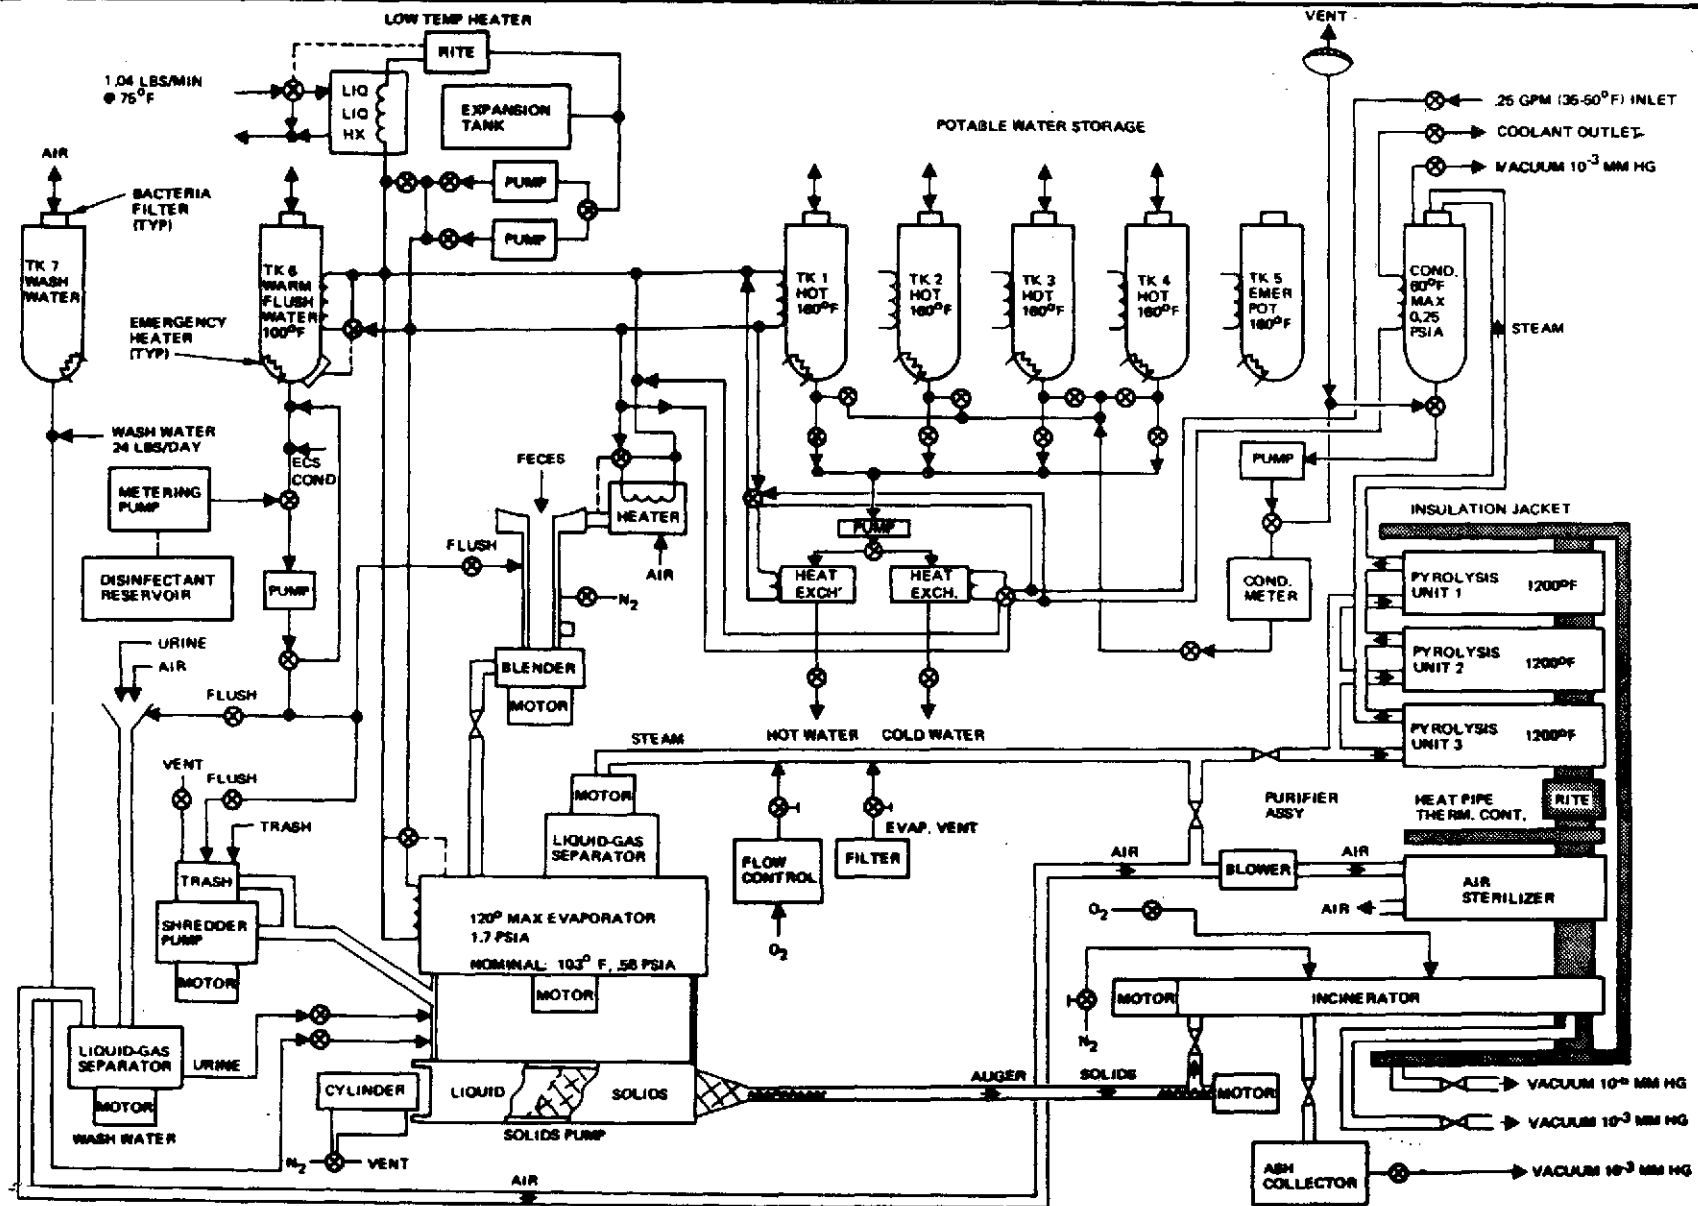 LOW TEMP HEATER
RITE
1.04 LBS/MIN
@ 75°F
LIQ
LIQ
HX
EXPANSION
TANK
PUMP
PUMP
AIR
BACTERIA
FILTER
(TYP)
TK 7
WASH
WATER
TK 6
WARM
FLUSH
WATER
100°F
EMERGENCY
HEATER
(TYP)
WASH WATER
24 LBS/DAY
ECS
COND
METERING
PUMP
DISINFECTANT
RESERVOIR
PUMP
URINE
AIR
FLUSH
VENT
FLUSH
TRASH
TRASH
SHREDDER
PUMP
MOTOR
LIQUID-GAS
SEPARATOR
MOTOR
WASH WATER
URINE
CYLINDER
N2
VENT
FECES
FLUSH
HEATER
AIR
N2
BLENDER
MOTOR
STEAM
MOTOR
LIQUID-GAS
SEPARATOR
120° MAX EVAPORATOR
1.7 PSIA
NOMINAL: 103° F, .56 PSIA
MOTOR
LIQUID
SOLIDS
SOLIDS PUMP
AUGER
SOLIDS
MOTOR
AIR
POTABLE WATER STORAGE
TK 1
HOT
160°F
TK 2
HOT
160°F
TK 3
HOT
160°F
TK 4
HOT
160°F
TK 5
EMER
POT
160°F
PUMP
HEAT
EXCH.
HEAT
EXCH.
HOT WATER
COLD WATER
FLOW
CONTROL
O2
EVAP. VENT
FILTER
VENT
.25 GPM (35-50°F) INLET
COOLANT OUTLET
VACUUM 10-3 MM HG
COND.
60°F
MAX
0.25
PSIA
STEAM
PUMP
COND.
METER
INSULATION JACKET
PYROLYSIS
UNIT 1
1200°F
PYROLYSIS
UNIT 2
1200°F
PYROLYSIS
UNIT 3
1200°F
PURIFIER
ASSY
HEAT PIPE
THERM. CONT.
RITE
AIR
BLOWER
AIR
AIR
STERILIZER
AIR
O2
MOTOR
INCINERATOR
N2
ASH
COLLECTOR
VACUUM MM HG
VACUUM 10-3 MM HG
VACUUM 10-3 MM HG